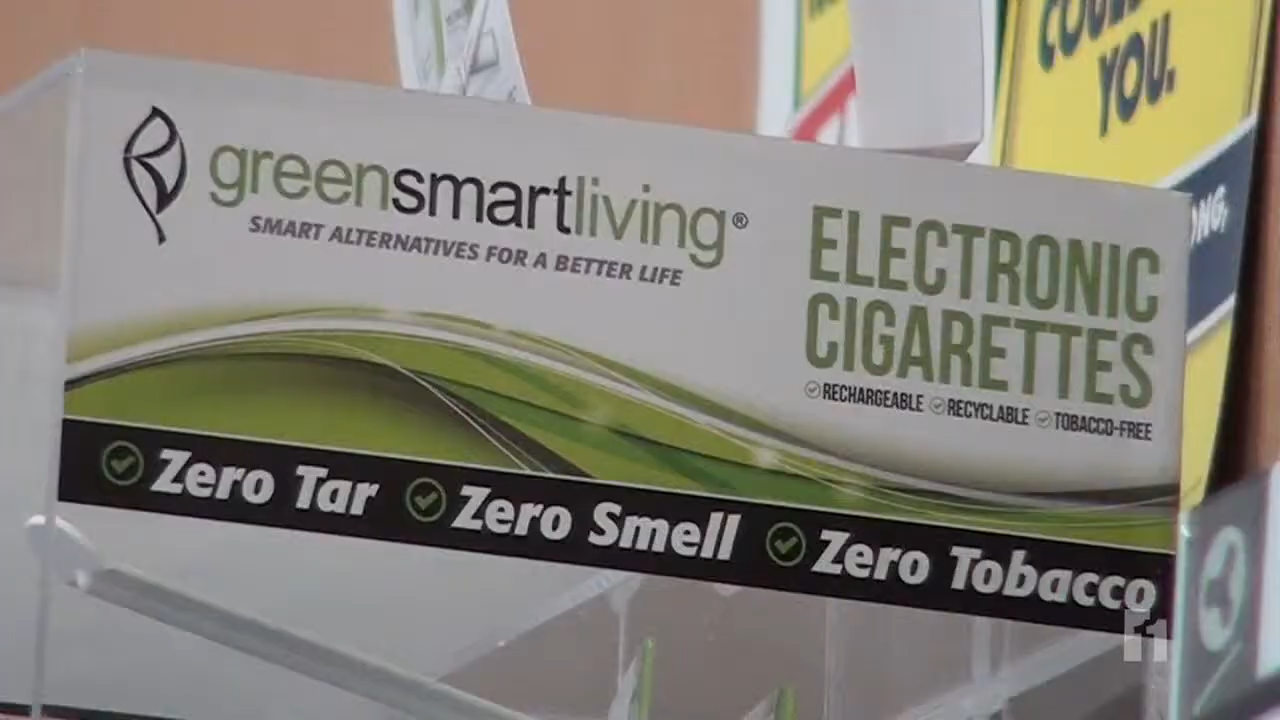 YOU.
greensmartliving®
SMART ALTERNATIVES FOR A BETTER LIFE
ELECTRONIC
CIGARETTES
RECHARGEABLE RECYCLABLE TOBACCO-FREE
Zero Tar Zero Smell Zero Tobacco